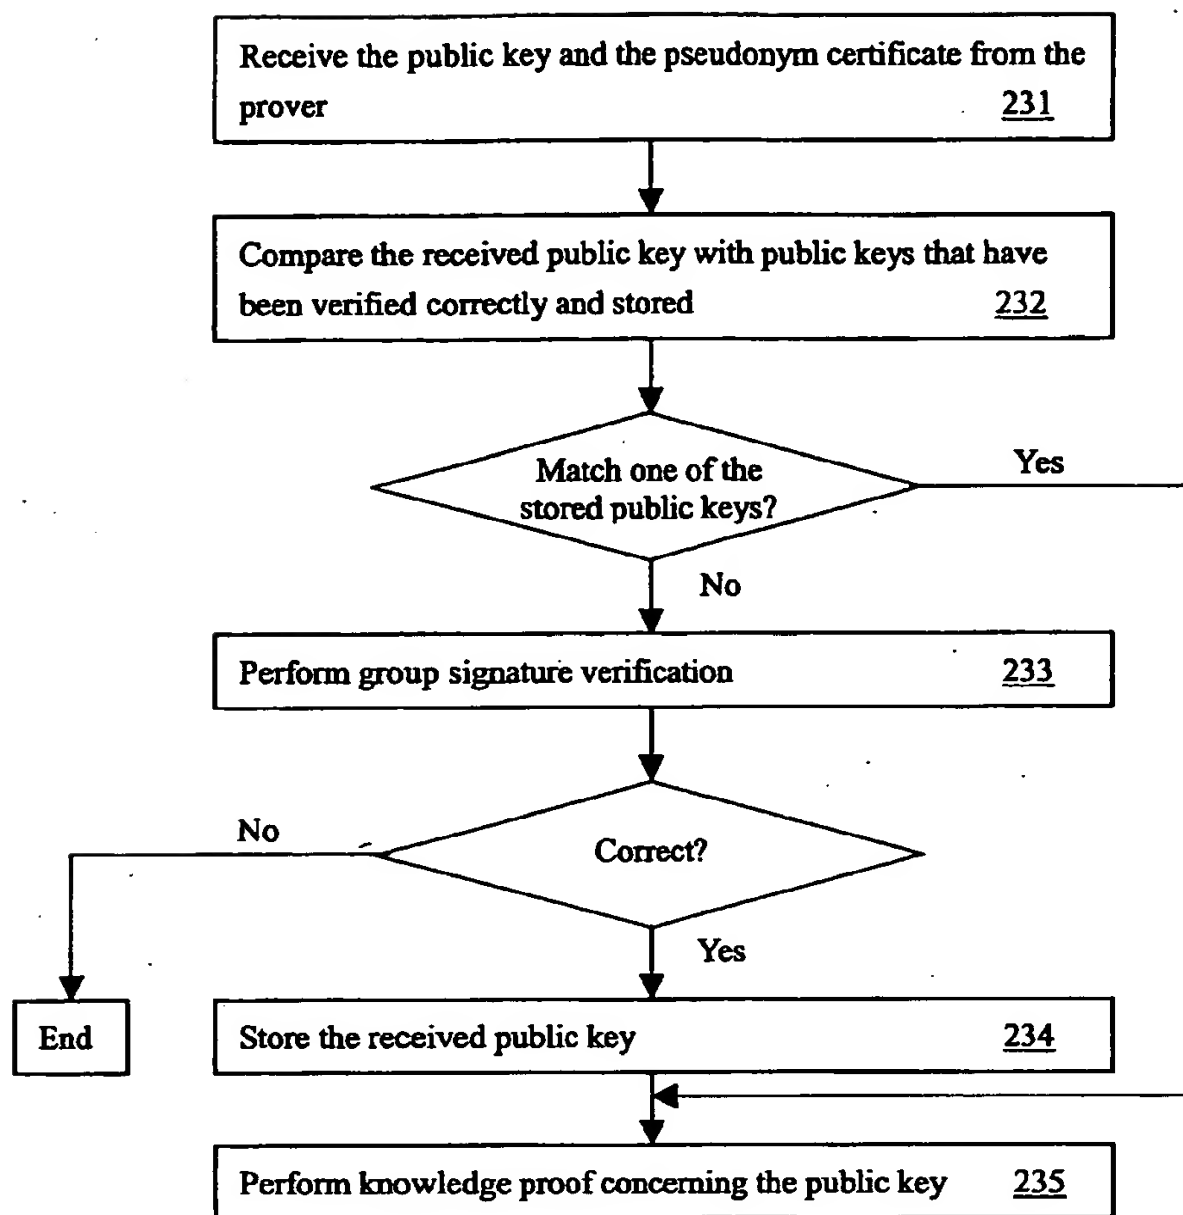 Receive the public key and the pseudonym certificate from the
prover 231
Compare the received public key with public keys that have
been verified correctly and stored 232
Match one of the
stored public keys?
Yes
No
Perform group signature verification 233
No
Correct?
Yes
End
Store the received public key 234
Perform knowledge proof concerning the public key 235